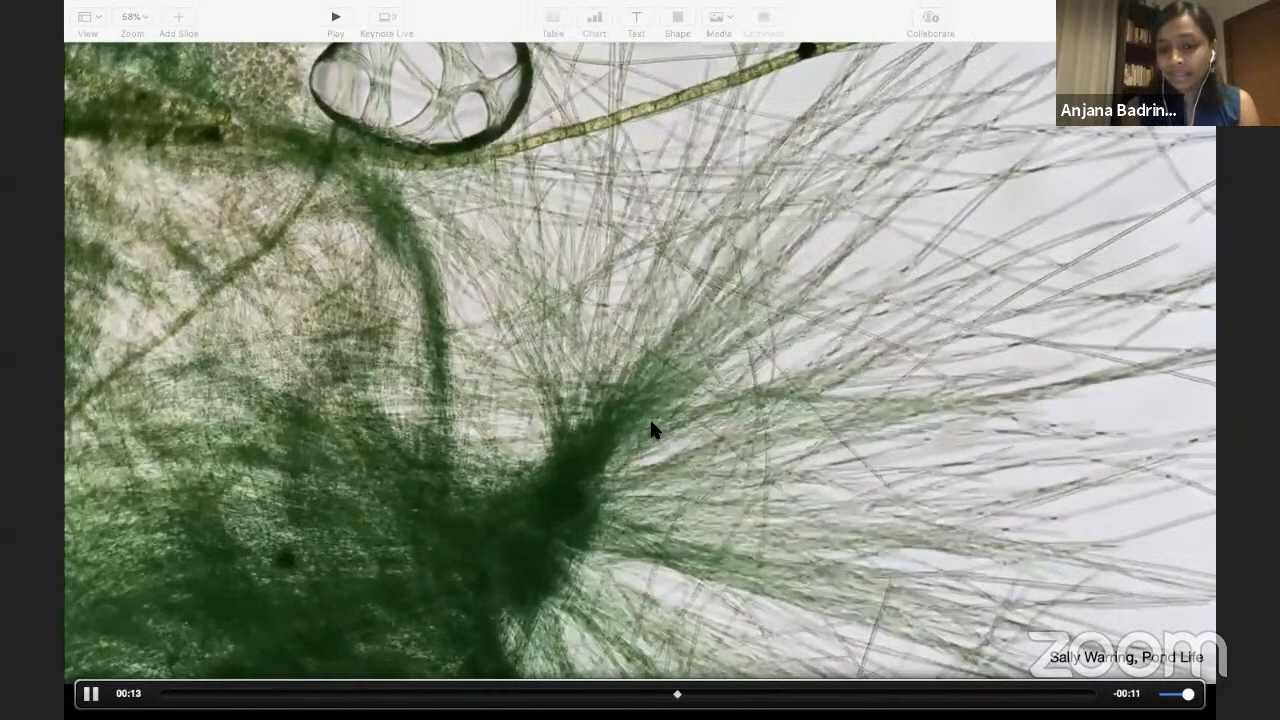 68%
View
Zoom
Add Slide
Play
Keynote Live
Table
Chart
Text
Shape
Media
Comment
Collaborate
Anjana Badrin...
zoom
Sally Warring, Pond Life
00:13
-00:11